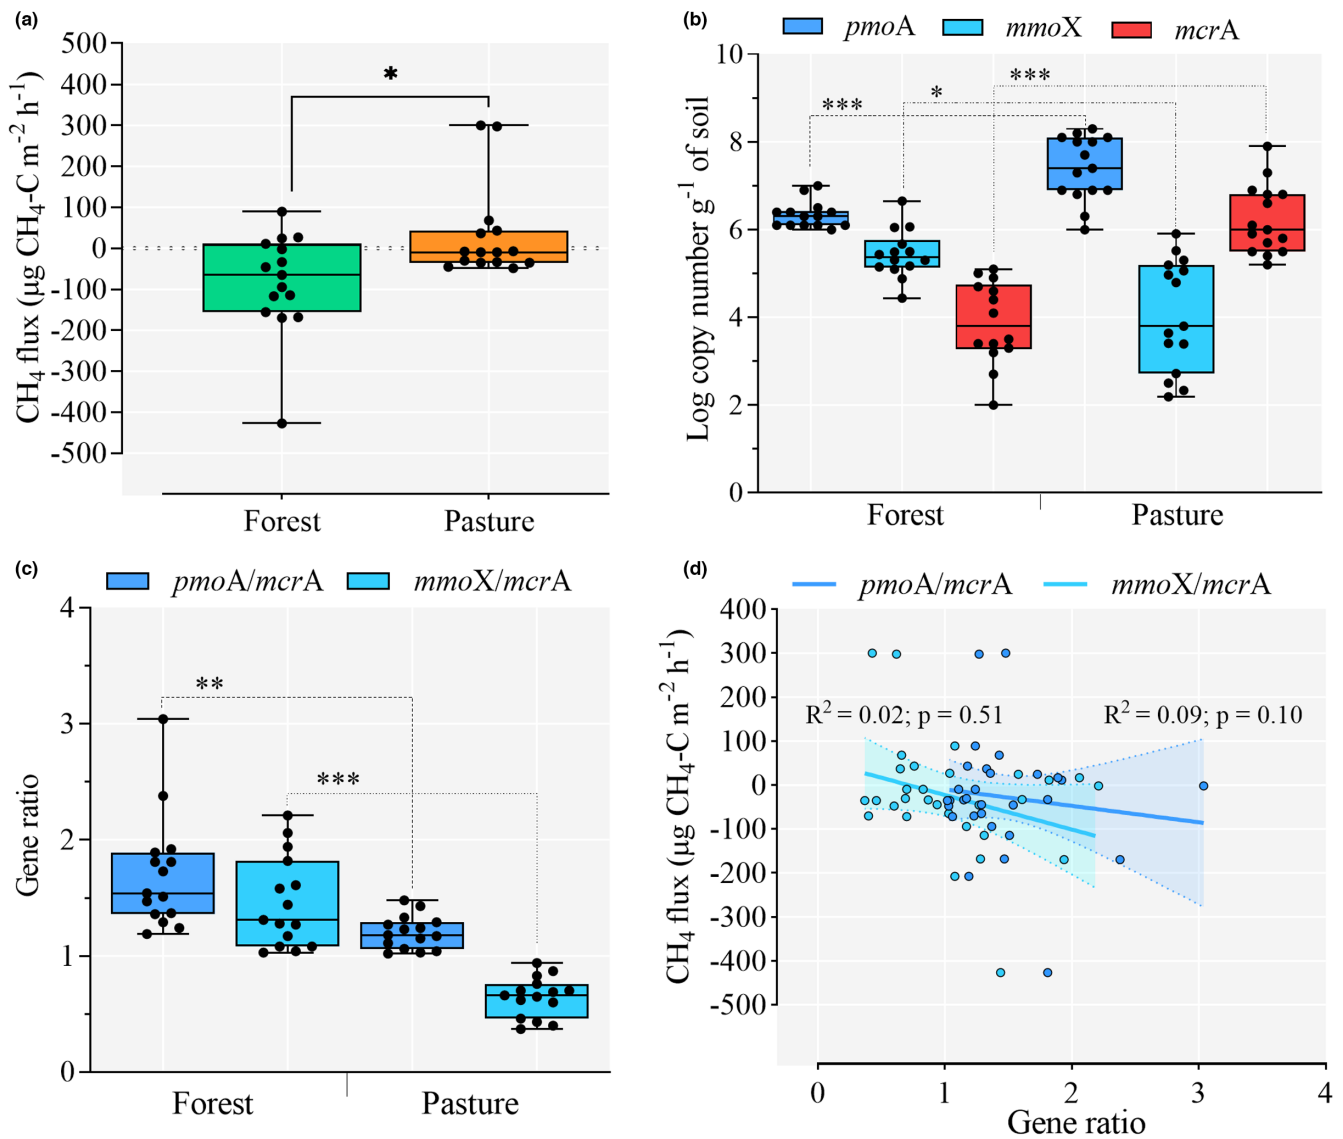 (a)
500
400
300
200
100
0
-100
-200
-300
-400
-500
CH4 flux (µg CH4-C m-2 h-1)
*
Forest Pasture
(b)
pmoA mmoX mcrA
10
8
6
4
2
0
Log copy number g-1 of soil
*** * ***
Forest Pasture
(c)
pmoA/mcrA mmoX/mcrA
4
3
2
1
0
Gene ratio
**
***
Forest Pasture
(d)
pmoA/mcrA mmoX/mcrA
400
300
200
100
0
-100
-200
-300
-400
-500
CH4 flux (µg CH4-C m-2 h-1)
R2 = 0.02; p = 0.51 R2 = 0.09; p = 0.10
0 1 2 3 4
Gene ratio